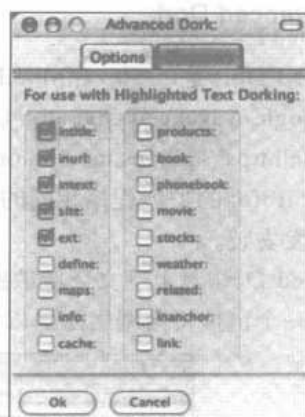 Advanced Dork:
Options
For use with Highlighted Text Dorking:
intitle:
inurl:
intext:
site:
ext:
define:
maps:
info:
cache:
products:
book:
phonebook:
movie:
stocks:
weather:
related:
inanchor:
link:
Ok Cancel